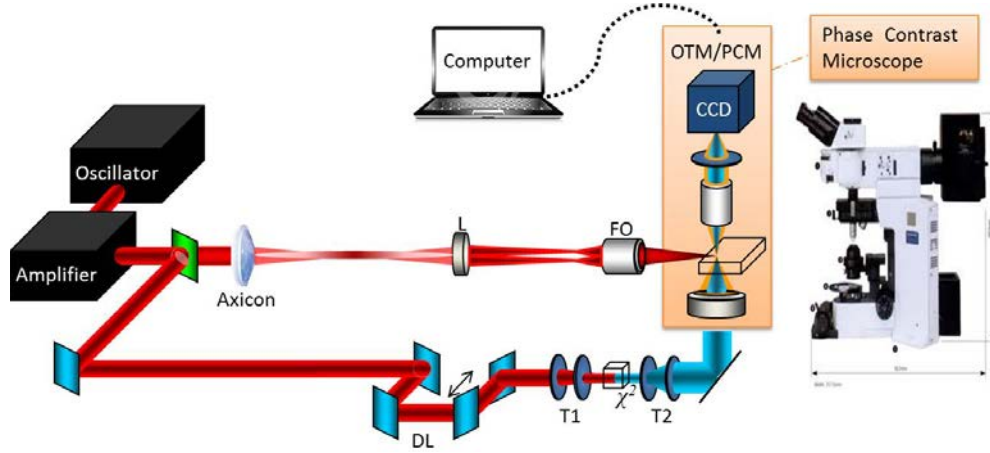 Phase Contrast
Microscope
OTM/PCM
Computer
CCD
Oscillator
Amplifier
Axicon
L
FO
DL
T1
χ²
T2